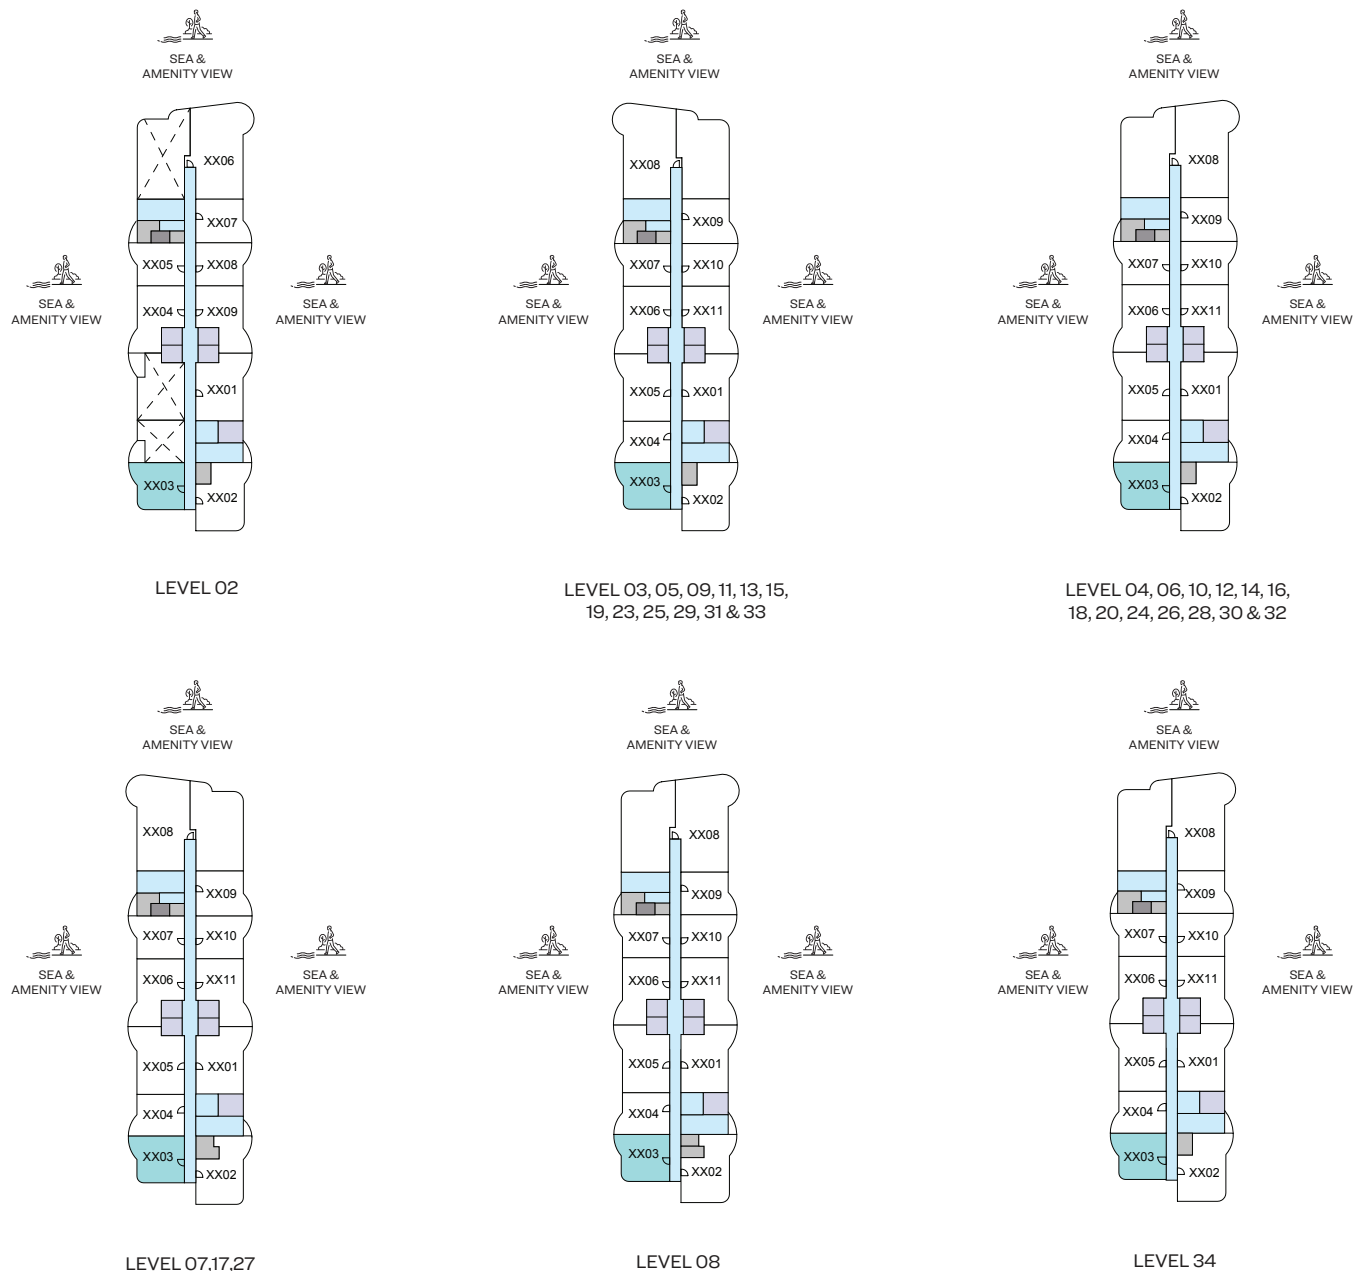 SEA &
AMENITY VIEW
SEA &
AMENITY VIEW
SEA &
AMENITY VIEW
XX06
XX07
XX05
XX08
XX04
XX09
XX01
XX03
XX02
SEA &
AMENITY VIEW
SEA &
AMENITY VIEW
LEVEL 02
XX08
XX09
XX07
XX10
XX06
XX11
XX05
XX01
XX04
XX03
XX02
SEA &
AMENITY VIEW
SEA &
AMENITY VIEW
LEVEL 03, 05, 09, 11, 13, 15,
19, 23, 25, 29, 31 & 33
XX08
XX09
XX07
XX10
XX06
XX11
XX05
XX01
XX04
XX03
XX02
SEA &
AMENITY VIEW
SEA &
AMENITY VIEW
LEVEL 04, 06, 10, 12, 14, 16,
18, 20, 24, 26, 28, 30 & 32
SEA &
AMENITY VIEW
SEA &
AMENITY VIEW
SEA &
AMENITY VIEW
XX08
XX09
XX07
XX10
XX06
XX11
XX05
XX01
XX04
XX03
XX02
SEA &
AMENITY VIEW
SEA &
AMENITY VIEW
LEVEL 07,17,27
XX08
XX09
XX07
XX10
XX06
XX11
XX05
XX01
XX04
XX03
XX02
SEA &
AMENITY VIEW
SEA &
AMENITY VIEW
LEVEL 08
XX08
XX09
XX07
XX10
XX06
XX11
XX05
XX01
XX04
XX03
XX02
SEA &
AMENITY VIEW
SEA &
AMENITY VIEW
LEVEL 34